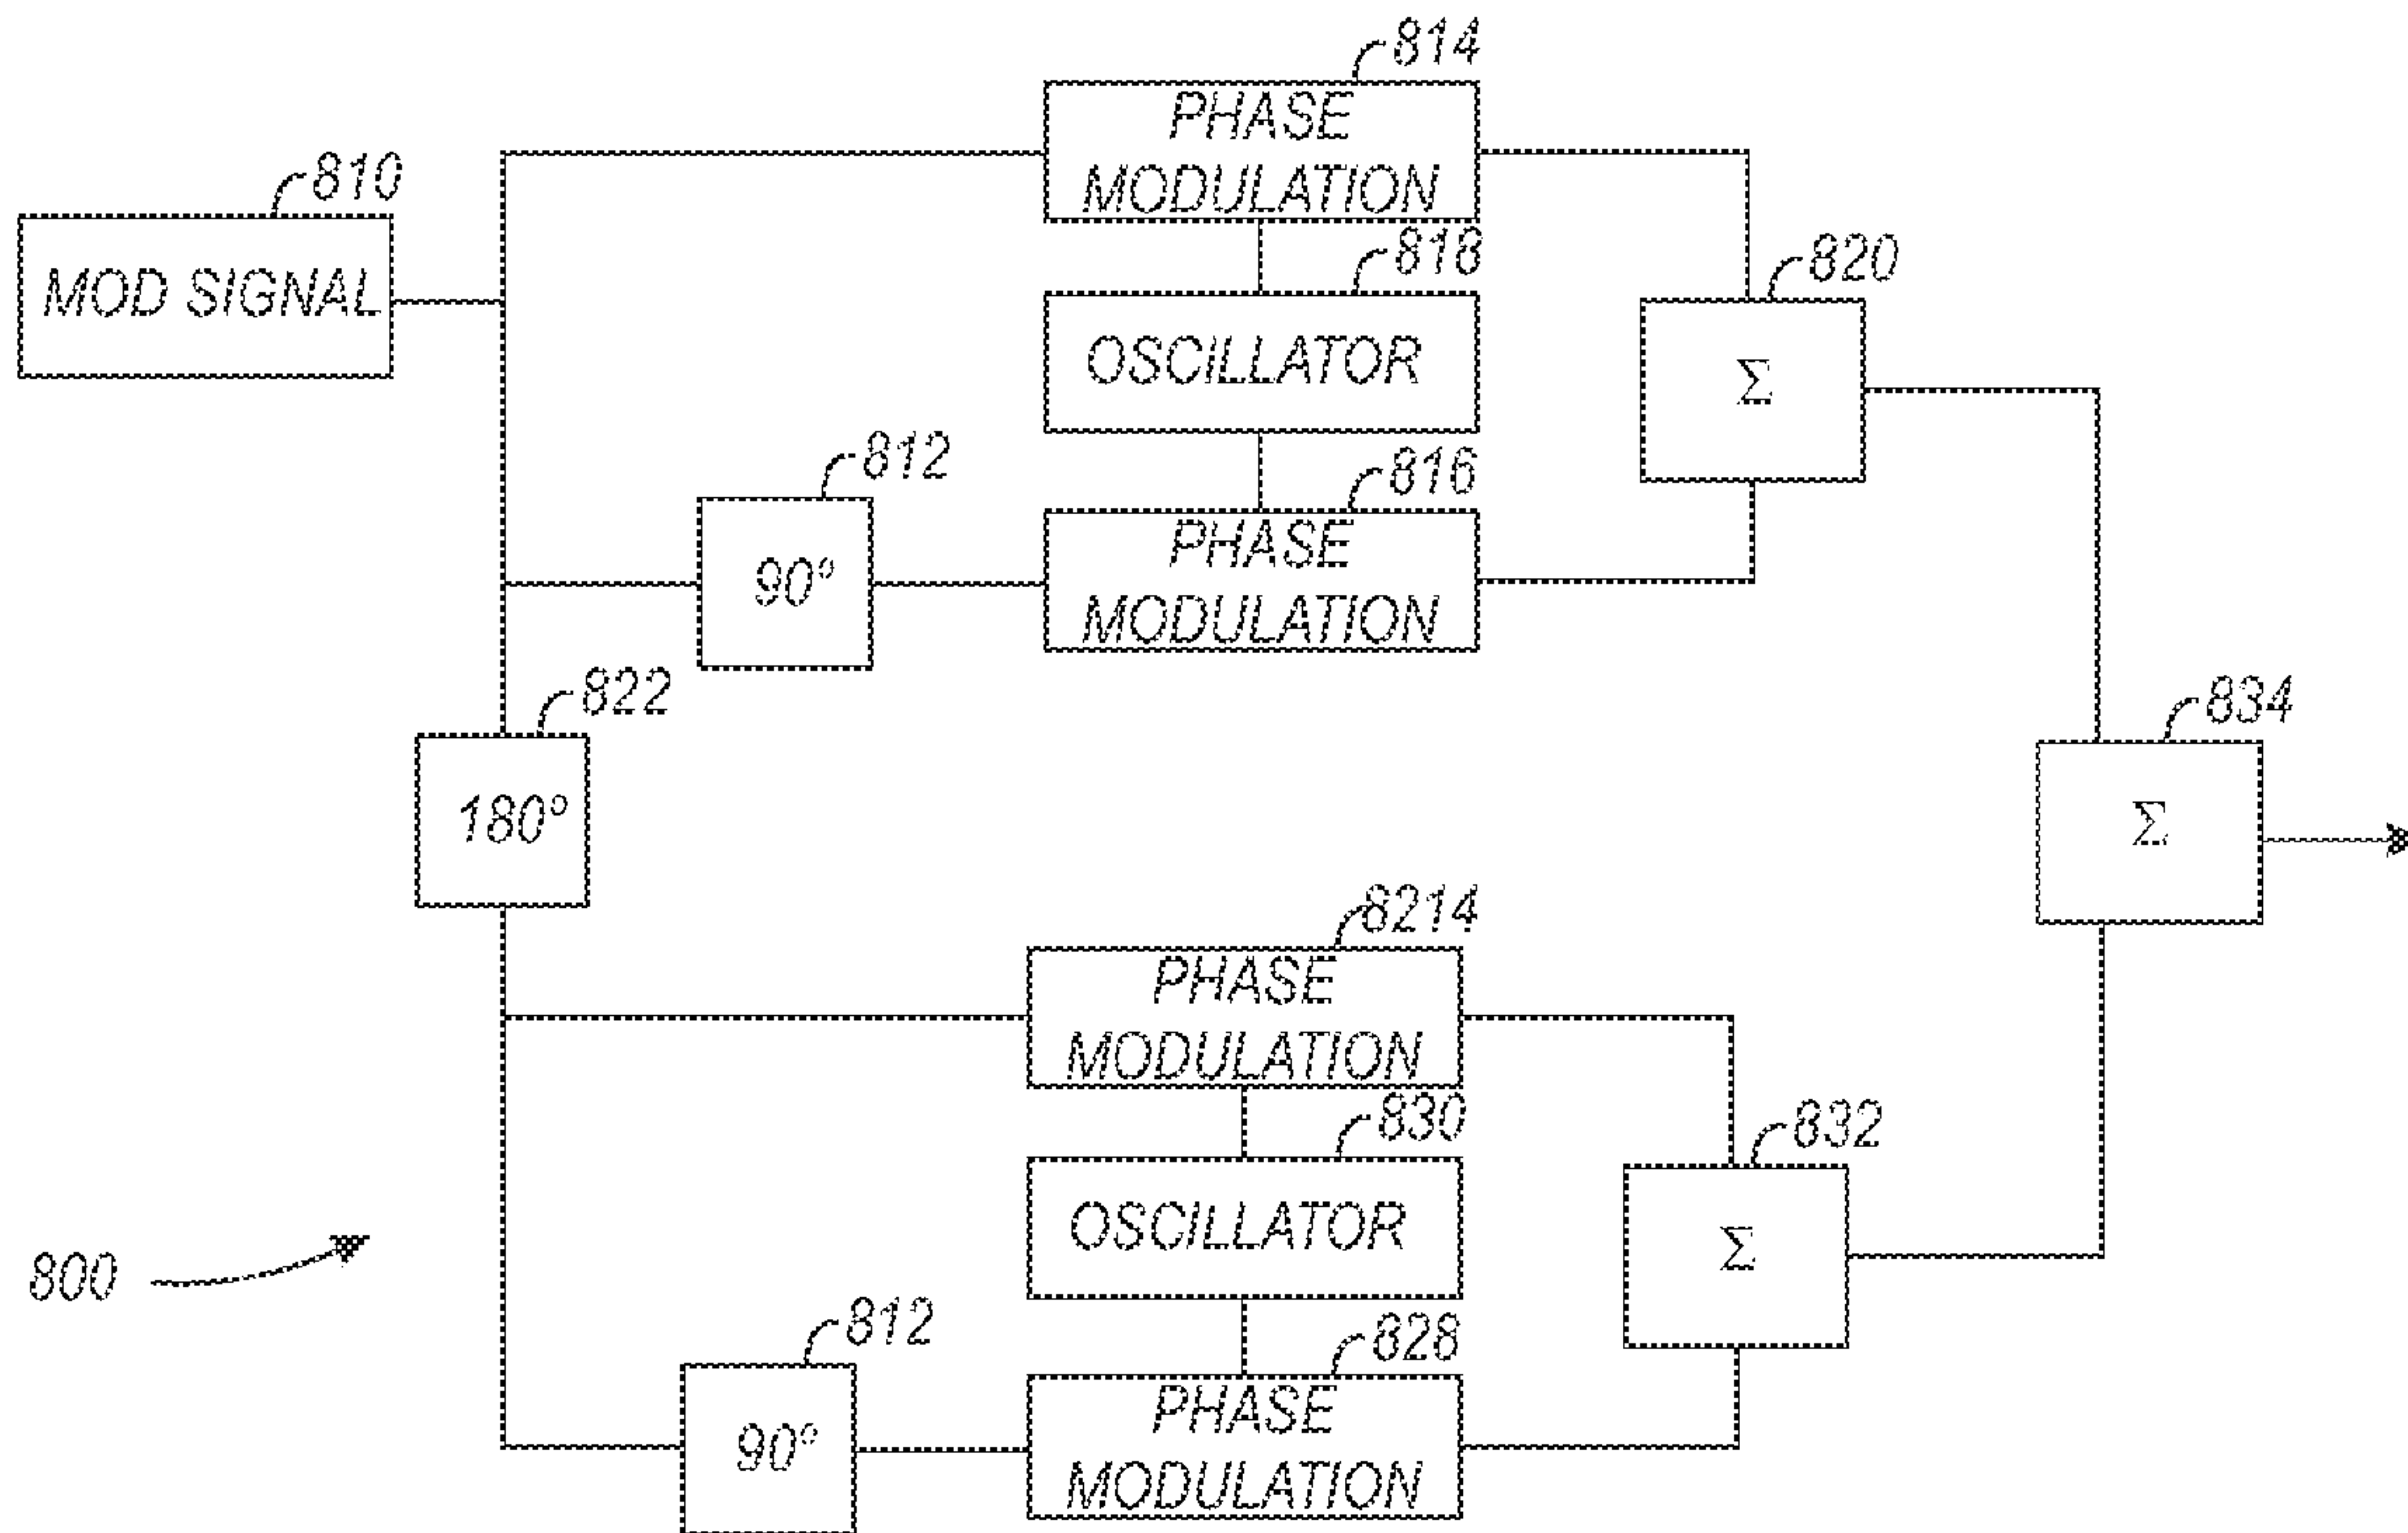 814
PHASE
MODULATION
810
MOD SIGNAL
818
OSCILLATOR
820
Σ
812
90°
816
PHASE
MODULATION
822
180°
834
Σ
8214
PHASE
MODULATION
830
OSCILLATOR
832
Σ
800
812
90°
828
PHASE
MODULATION